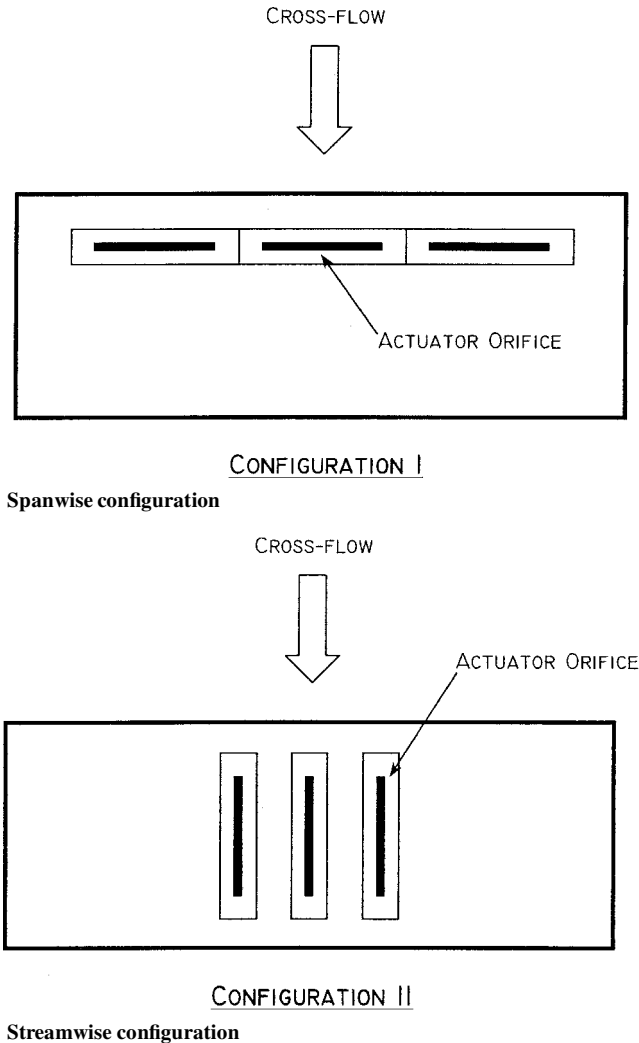 CROSS-FLOW
ACTUATOR ORIFICE
CONFIGURATION I
Spanwise configuration
CROSS-FLOW
ACTUATOR ORIFICE
CONFIGURATION II
Streamwise configuration